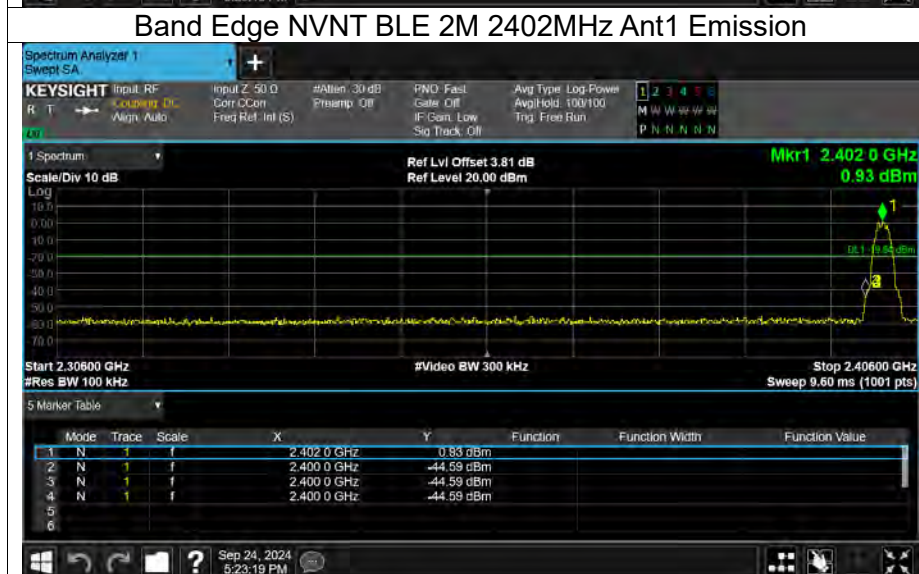 Band Edge NVNT BLE 2M 2402MHz Ant1 Emission
Spectrum Analyzer 1
Swept SA
+
KEYSIGHT Input: RF Input Z: 50 Ω #Atten: 30 dB PNO: Fast Avg Type: Log-Power 1 2 3 4 5 6
R T Coupling: DC Corr CCorr Preamp: Off Gate: Off Avg|Hold: 100/100 M W W W W W
Align: Auto Freq Ref: Int (S) IF Gain: Low Trig: Free Run
Sig Track: Off P N N N N N
1 Spectrum Ref Lvl Offset 3.81 dB Mkr1 2.402 0 GHz
Scale/Div 10 dB Ref Level 20.00 dBm 0.93 dBm
Log
10.0
0.00
-10.0
-20.0
-30.0
-40.0
-50.0
-60.0
-70.0
1
Start 2.30600 GHz #Video BW 300 kHz Stop 2.40600 GHz
#Res BW 100 kHz Sweep 9.60 ms (1001 pts)
5 Marker Table
Mode Trace Scale X Y Function Function Width Function Value
1 N 1 f 2.402 0 GHz 0.93 dBm
2 N 1 f 2.400 0 GHz -44.59 dBm
3 N 1 f 2.400 0 GHz -44.59 dBm
4 N 1 f 2.400 0 GHz -44.59 dBm
5
6
? Sep 24, 2024
5:23:19 PM